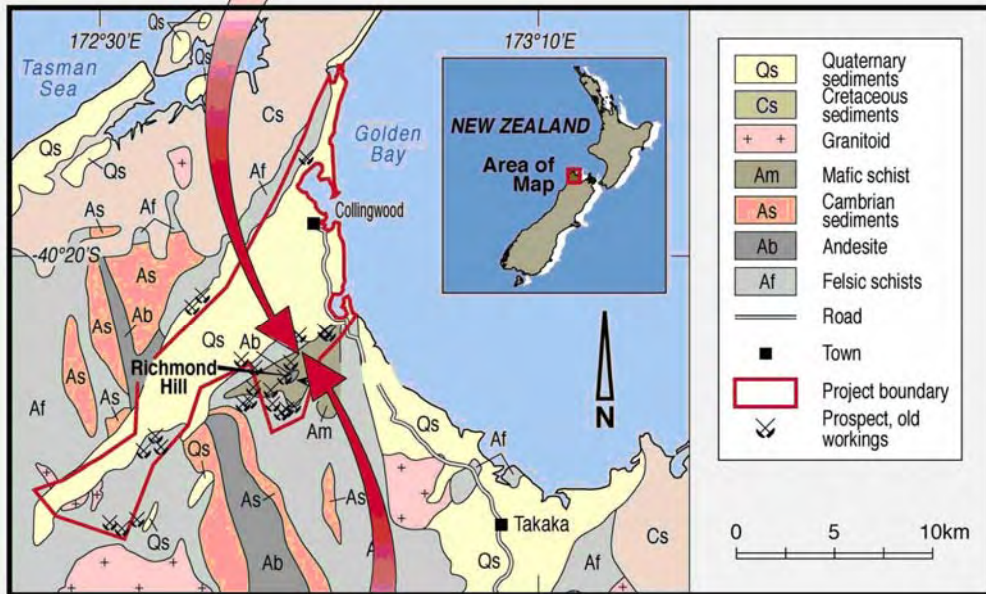 172°30'E
173°10'E
Qs
Qs
Tasman
Sea
Cs
Qs
Qs
Golden
Bay
Af
Collingwood
As
Af
-40°20'S
As
As
Ab
Qs
Ab
Richmond
Hill
As
Af
Am
Qs
As
Af
Qs
As
As
Takaka
Ab
Qs
Af
Cs
NEW ZEALAND
Area of
Map
N
Qs Quaternary
sediments
Cs Cretaceous
sediments
Granitoid
Am Mafic schist
As Cambrian
sediments
Ab Andesite
Af Felsic schists
Road
Town
Project boundary
Prospect, old
workings
0 5 10km